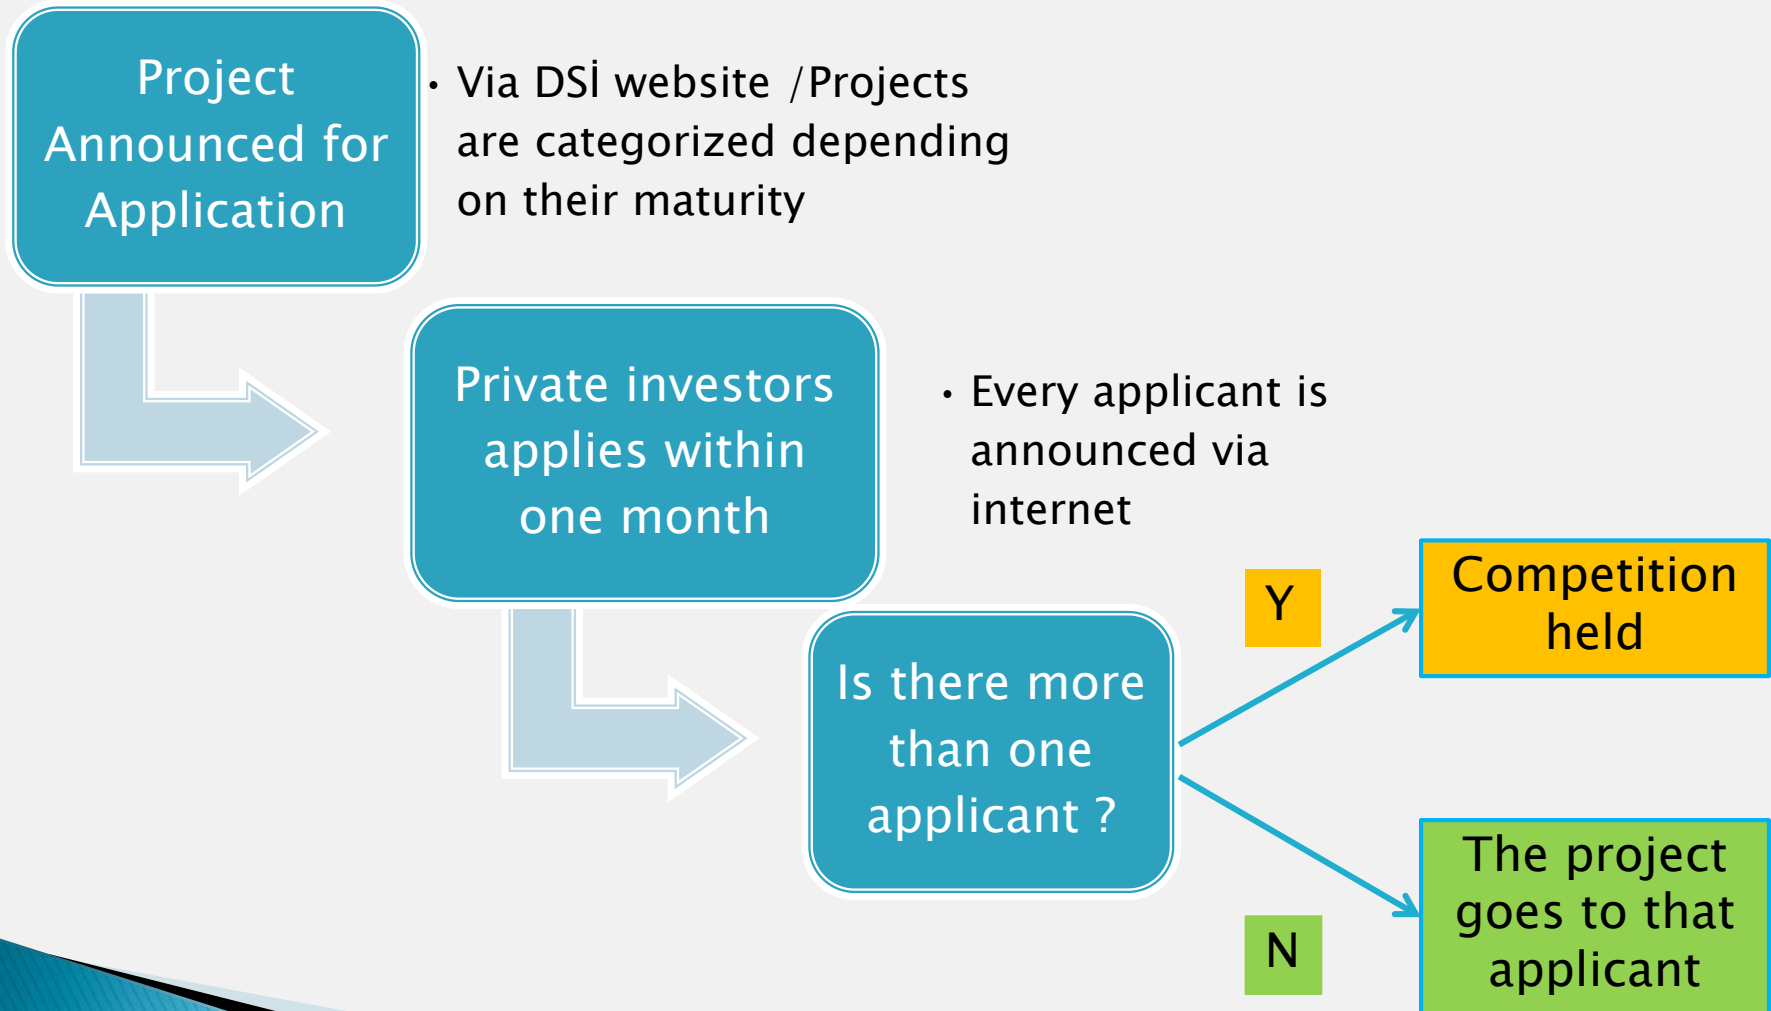 Project
Announced for
Application
• Via DSİ website /Projects
are categorized depending
on their maturity
Private investors
applies within
one month
• Every applicant is
announced via
internet
Is there more
than one
applicant ?
Y
Competition
held
N
The project
goes to that
applicant